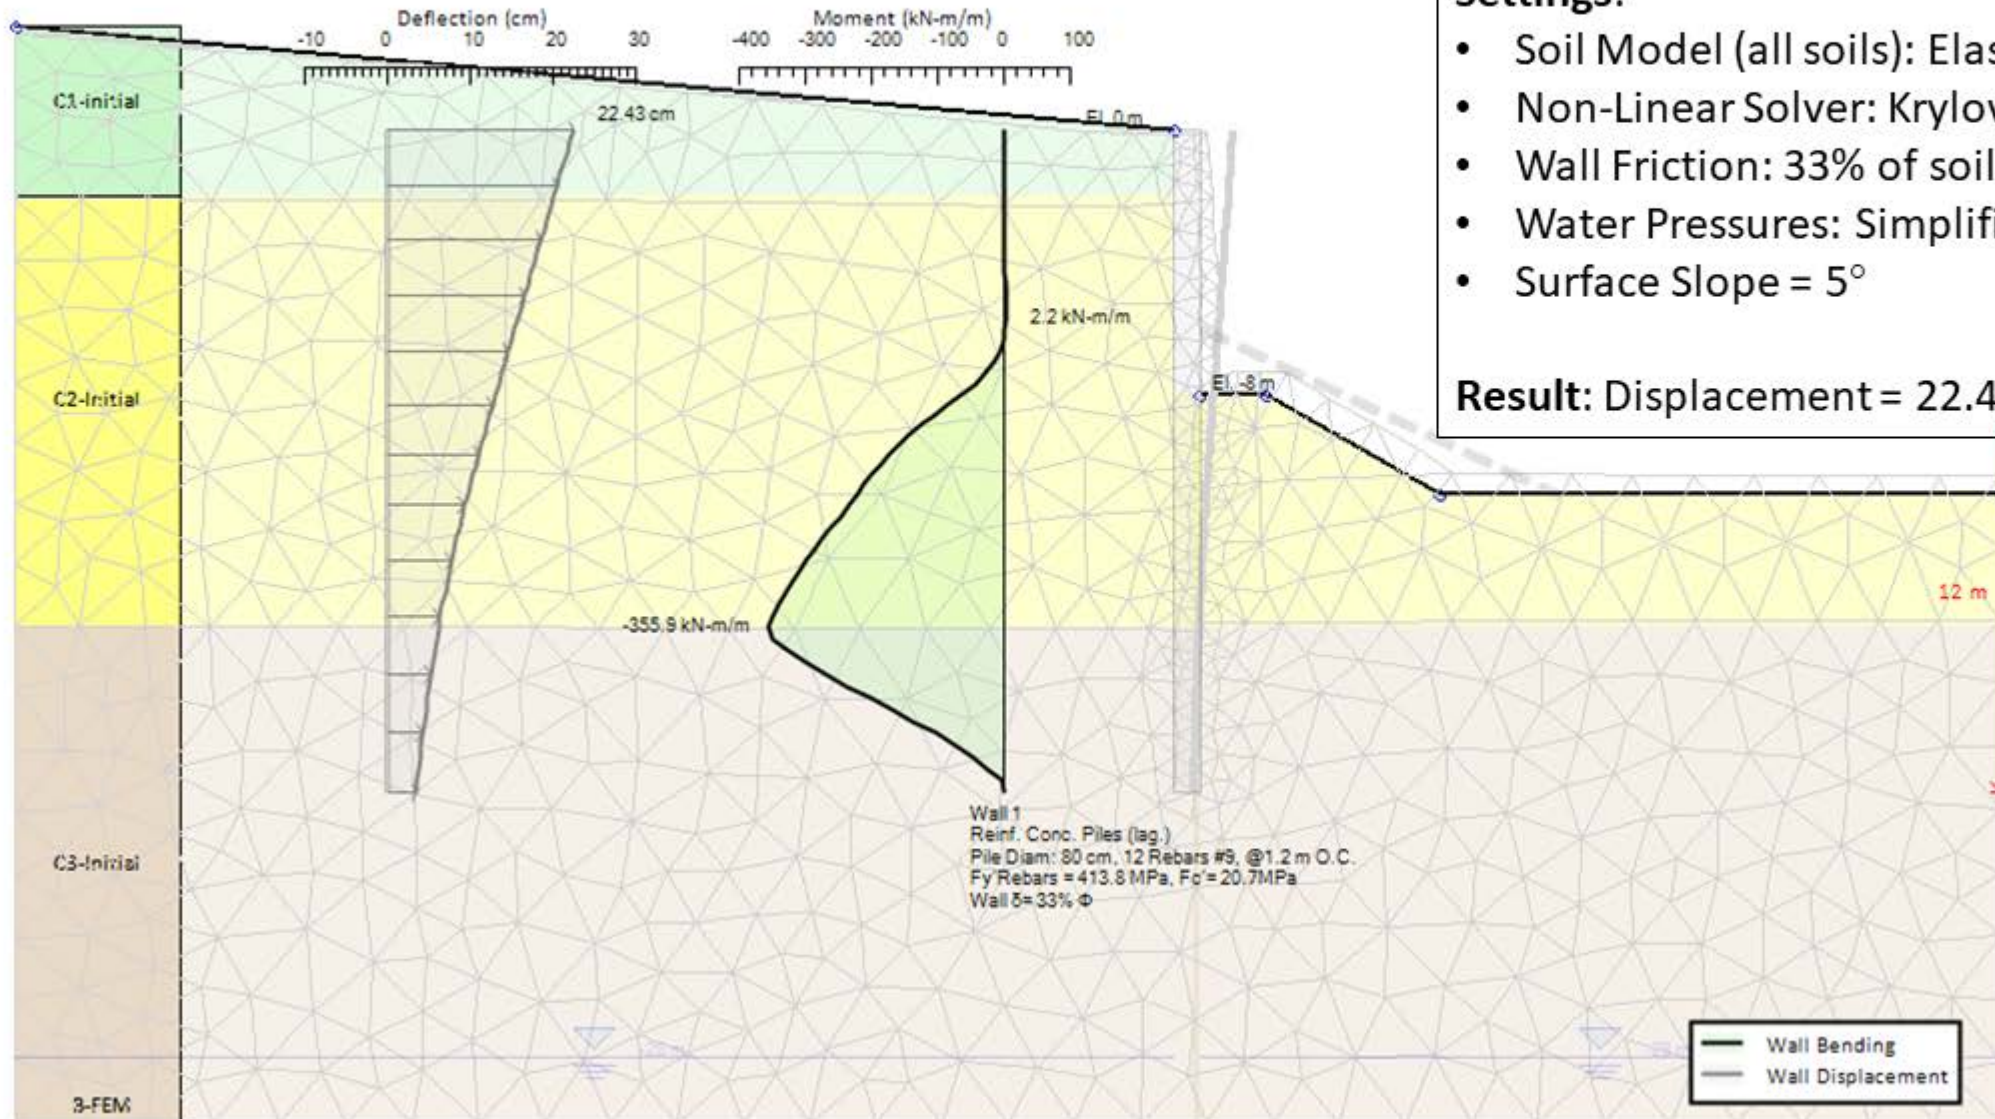 Deflection (cm)
-10 0 10 20 30
Moment (kN-m/m)
-400 -300 -200 -100 0 100
Settings:
• Soil Model (all soils): Elas
• Non-Linear Solver: Krylov
• Wall Friction: 33% of soil
• Water Pressures: Simplifi
• Surface Slope = 5°
Result: Displacement = 22.4
C1-initial
22.43 cm
El. 0 m
2.2 kN-m/m
El. -8 m
C2-Initial
12 m
-355.9 kN-m/m
Wall 1
Reinf. Conc. Piles (lag.)
Pile Diam: 80 cm, 12 Rebars #9, @1.2 m O.C.
Fy'Rebars = 413.8 MPa, Fc'= 20.7MPa
Wall δ= 33% Φ
C3-Initial
Wall Bending
Wall Displacement
3-FEM